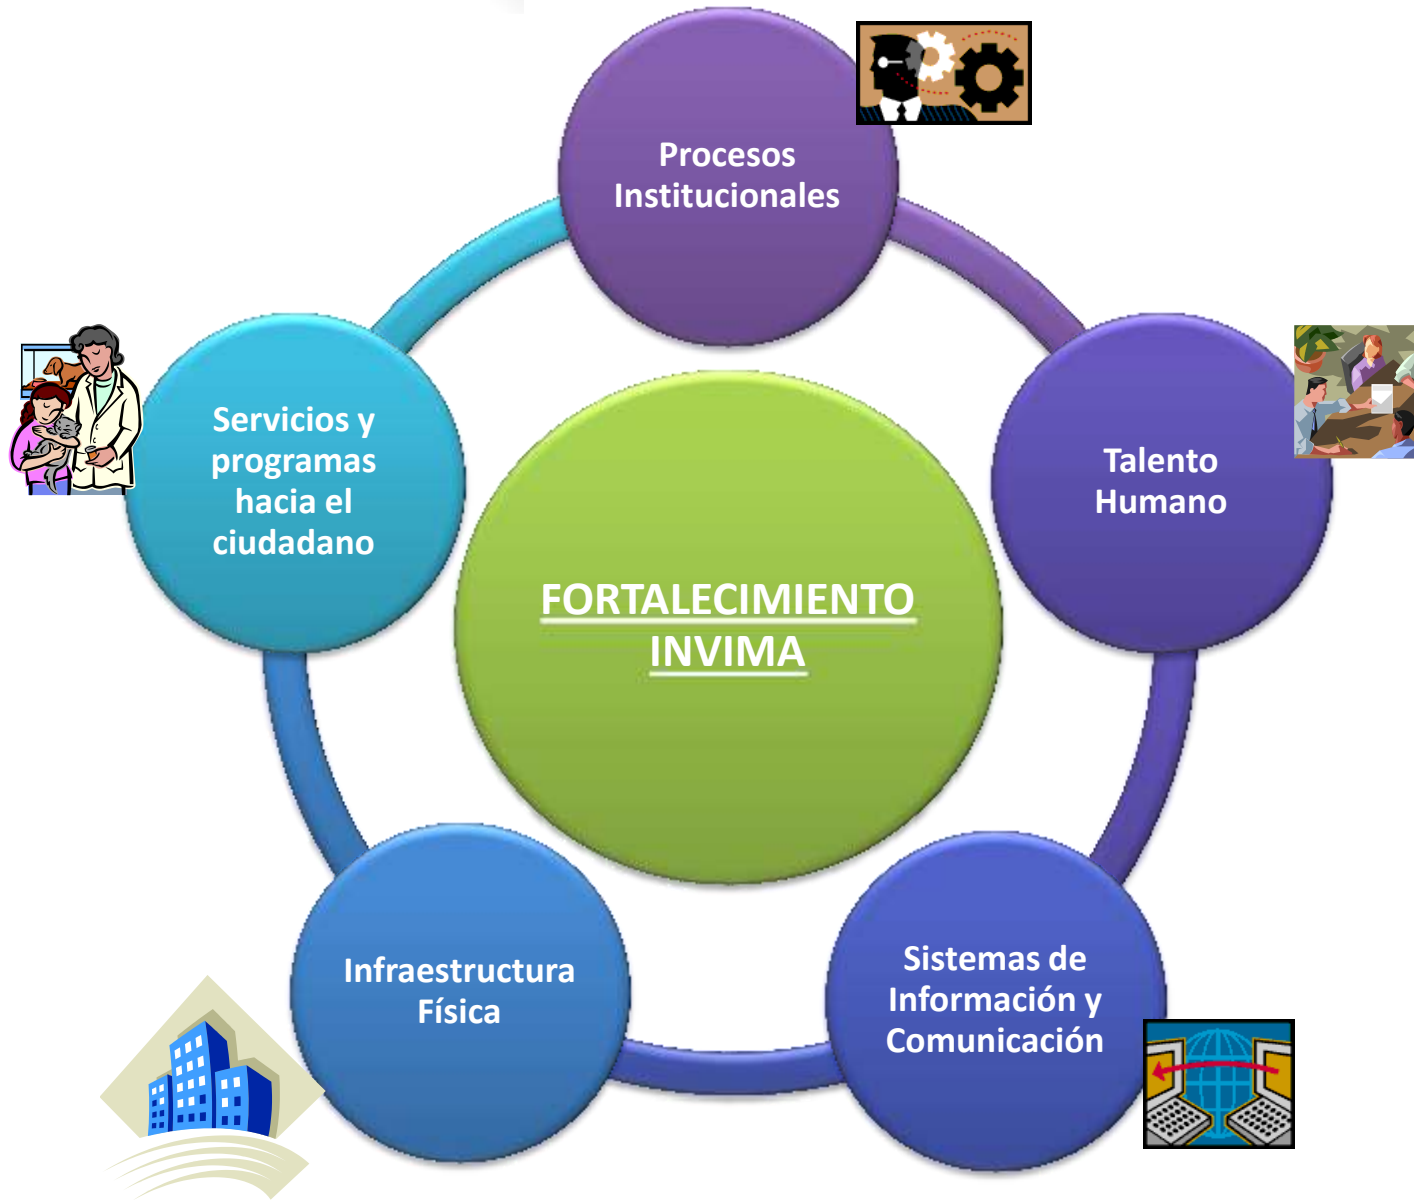 Procesos
Institucionales
Servicios y
programas
hacia el
ciudadano
Talento
Humano
FORTALECIMIENTO
INVIMA
Infraestructura
Física
Sistemas de
Información y
Comunicación